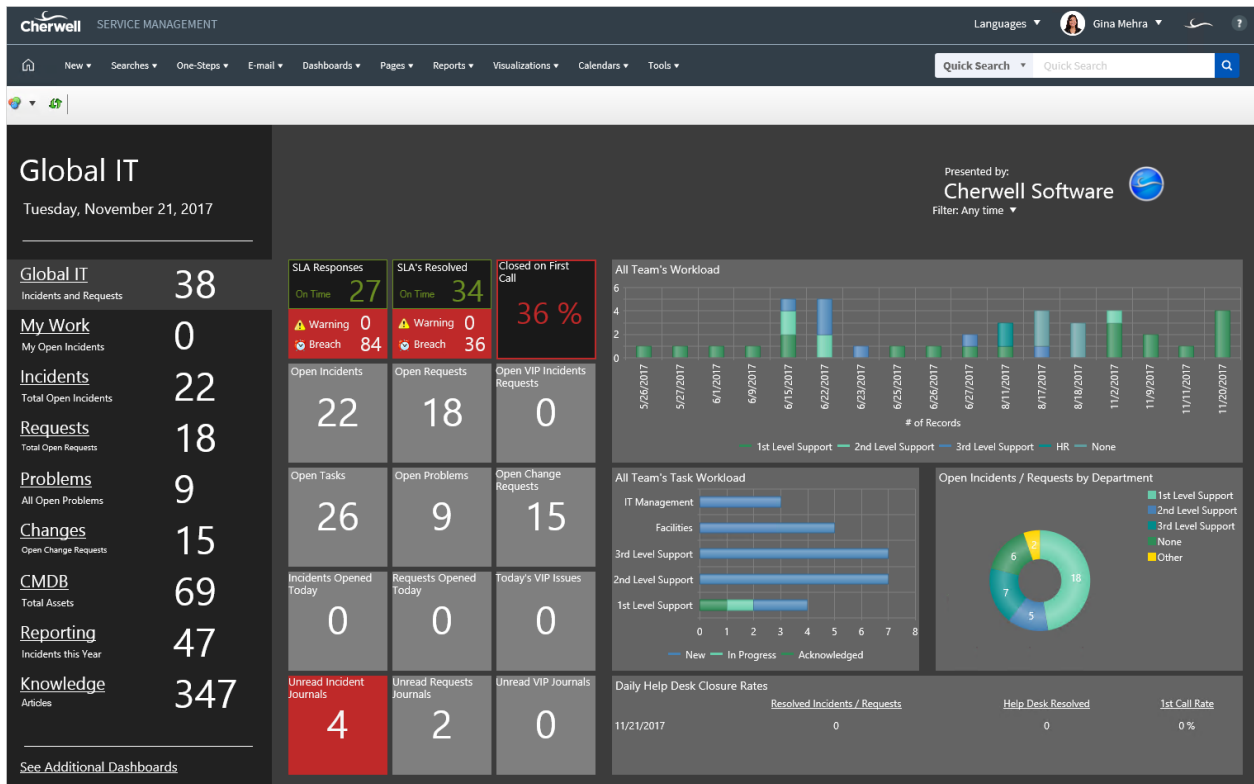 Cherwell SERVICE MANAGEMENT
Languages
Gina Mehra
?
New
Searches
One-Steps
E-mail
Dashboards
Pages
Reports
Visualizations
Calendars
Tools
Quick Search
Quick Search
Global IT
Tuesday, November 21, 2017
Presented by:
Cherwell Software
Filter: Any time
Global IT 38
Incidents and Requests
My Work 0
My Open Incidents
Incidents 22
Total Open Incidents
Requests 18
Total Open Requests
Problems 9
All Open Problems
Changes 15
Open Change Requests
CMDB 69
Total Assets
Reporting 47
Incidents this Year
Knowledge 347
Articles
See Additional Dashboards
SLA Responses
On Time 27
Warning 0
Breach 84
SLA's Resolved
On Time 34
Warning 0
Breach 36
Closed on First
Call
36 %
Open Incidents
22
Open Requests
18
Open VIP Incidents
Requests
0
Open Tasks
26
Open Problems
9
Open Change
Requests
15
Incidents Opened
Today
0
Requests Opened
Today
0
Today's VIP Issues
0
Unread Incident
Journals
4
Unread Requests
Journals
2
Unread VIP Journals
0
All Team's Workload
6
4
2
0
5/26/2017
5/27/2017
6/1/2017
6/9/2017
6/15/2017
6/22/2017
6/23/2017
6/25/2017
6/26/2017
6/27/2017
8/11/2017
8/17/2017
8/18/2017
11/2/2017
11/9/2017
11/11/2017
11/20/2017
# of Records
1st Level Support
2nd Level Support
3rd Level Support
HR
None
All Team's Task Workload
IT Management
Facilities
3rd Level Support
2nd Level Support
1st Level Support
0 1 2 3 4 5 6 7 8
New
In Progress
Acknowledged
Open Incidents / Requests by Department
1st Level Support
2nd Level Support
3rd Level Support
None
Other
2
6
18
7
5
Daily Help Desk Closure Rates
Resolved Incidents / Requests
Help Desk Resolved
1st Call Rate
11/21/2017 0 0 0 %